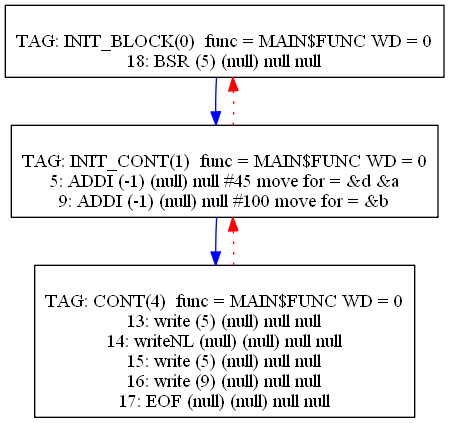 TAG: INIT_BLOCK(0)  func = MAIN$FUNC WD = 0
18: BSR (5) (null) null null
TAG: INIT_CONT(1)  func = MAIN$FUNC WD = 0
5: ADDI (-1) (null) null #45 move for = &d &a
9: ADDI (-1) (null) null #100 move for = &b
TAG: CONT(4)  func = MAIN$FUNC WD = 0
13: write (5) (null) null null
14: writeNL (null) (null) null null
15: write (5) (null) null null
16: write (9) (null) null null
17: EOF (null) (null) null null